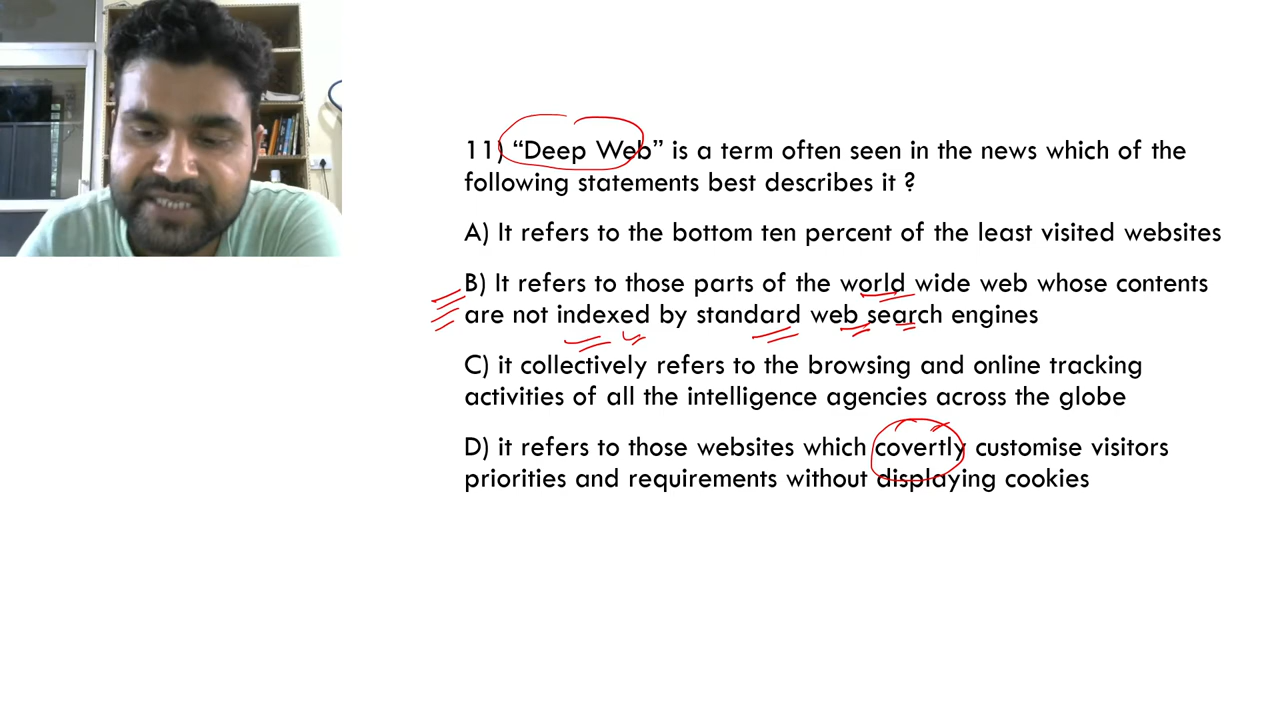 11) “Deep Web” is a term often seen in the news which of the
following statements best describes it ?
A) It refers to the bottom ten percent of the least visited websites
B) It refers to those parts of the world wide web whose contents
are not indexed by standard web search engines
C) it collectively refers to the browsing and online tracking
activities of all the intelligence agencies across the globe
D) it refers to those websites which covertly customise visitors
priorities and requirements without displaying cookies